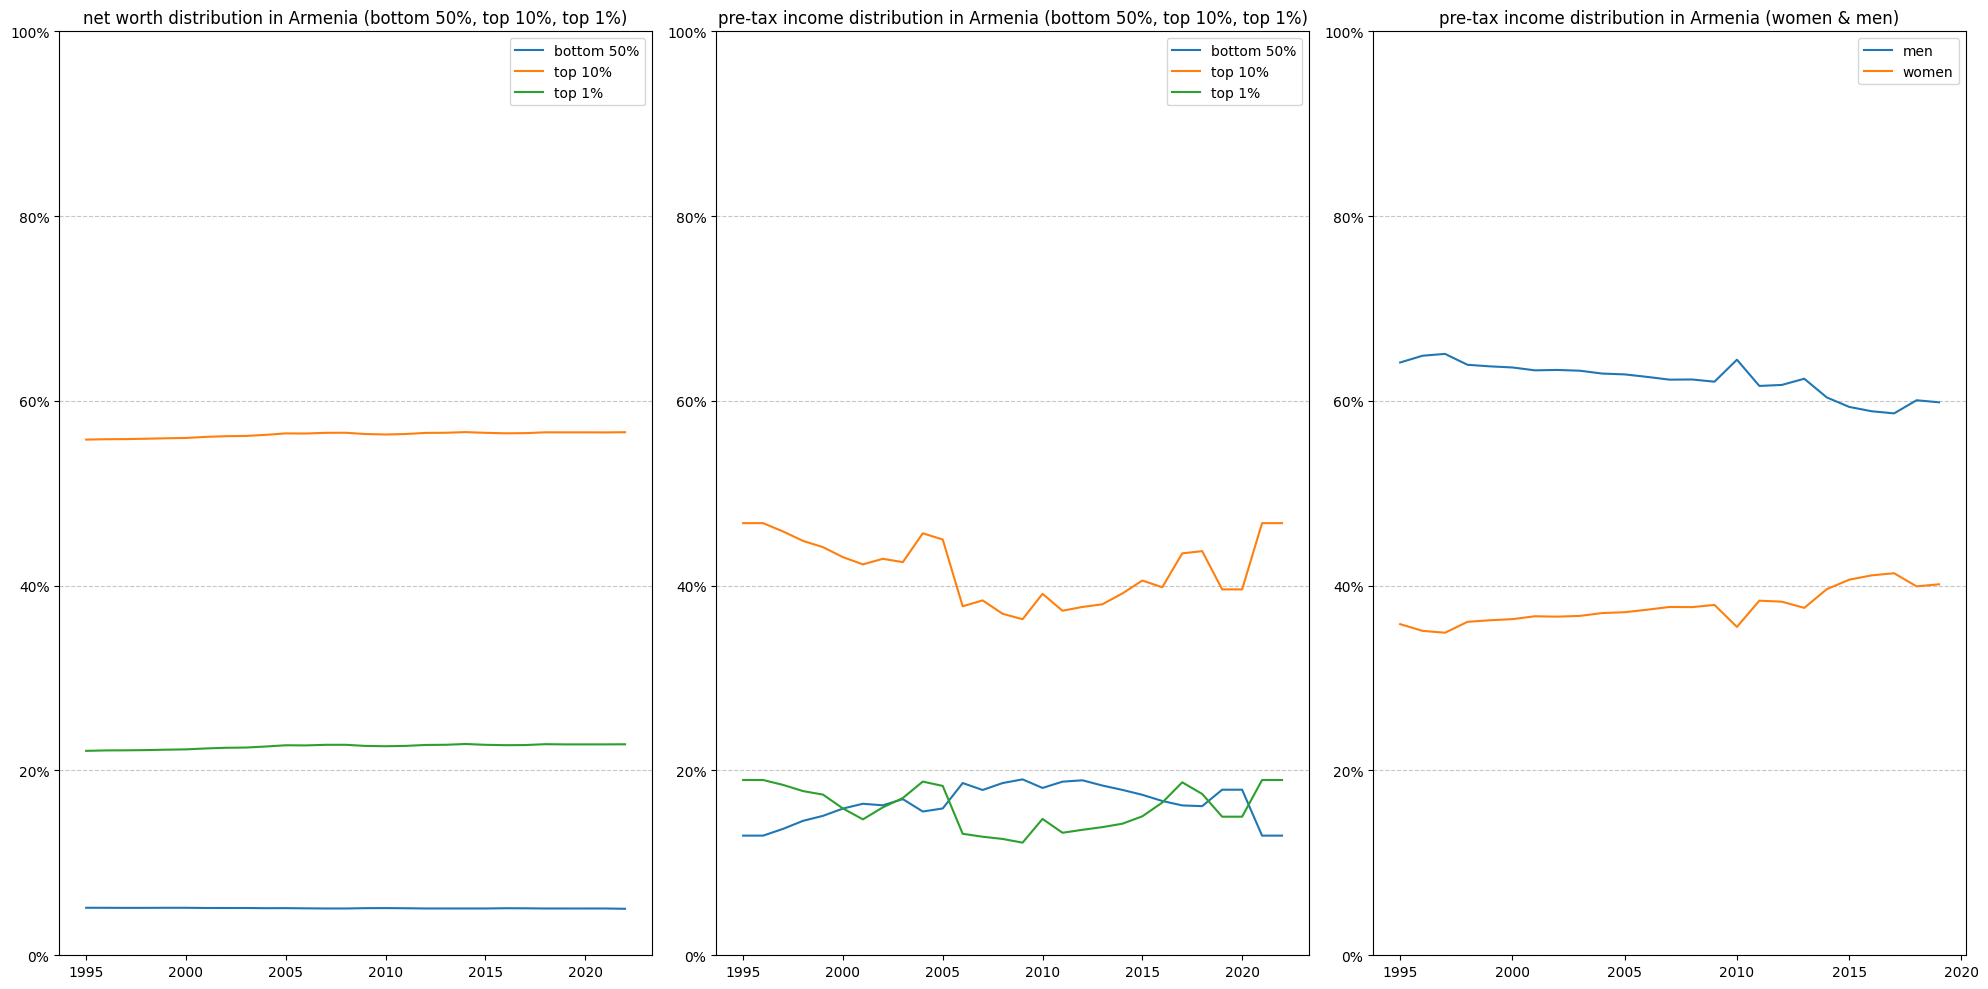 net worth distribution in Armenia (bottom 50%, top 10%, top 1%)
100%
80%
60%
40%
20%
0%
1995 2000 2005 2010 2015 2020
bottom 50%
top 10%
top 1%
pre-tax income distribution in Armenia (bottom 50%, top 10%, top 1%)
100%
80%
60%
40%
20%
0%
1995 2000 2005 2010 2015 2020
bottom 50%
top 10%
top 1%
pre-tax income distribution in Armenia (women & men)
100%
80%
60%
40%
20%
0%
1995 2000 2005 2010 2015 2020
men
women